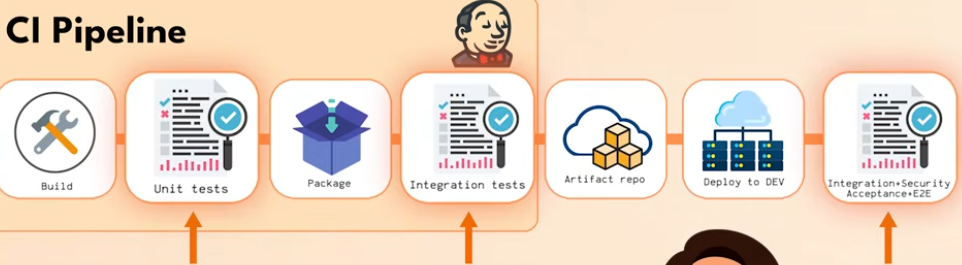 CI Pipeline
Build
Unit tests
Package
Integration tests
Artifact repo
Deploy to DEV
Integration+Security
Acceptance+E2E